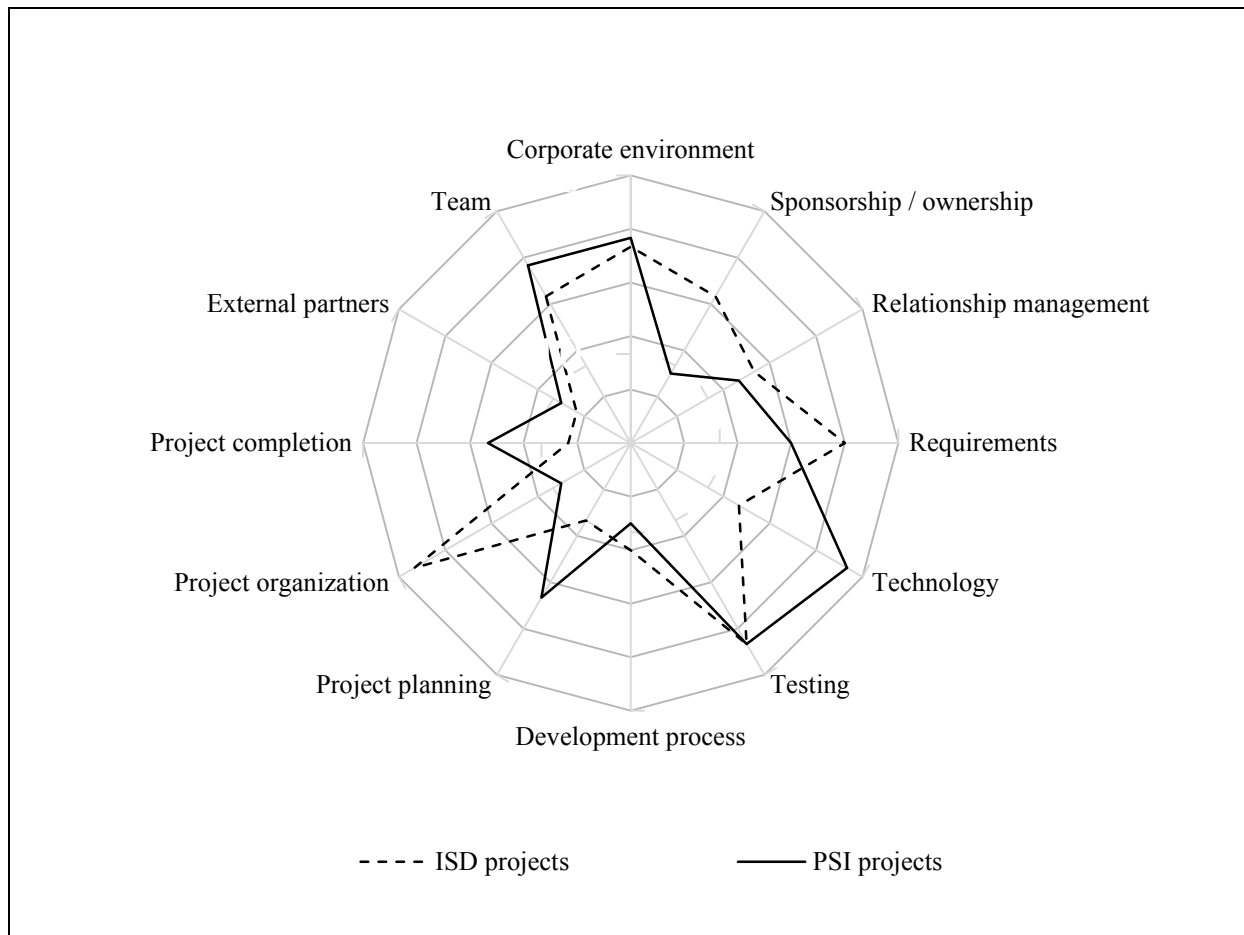 Corporate environment
Team
Sponsorship / ownership
External partners
Relationship management
Project completion
Requirements
Project organization
Technology
Project planning
Testing
Development process
ISD projects
PSI projects